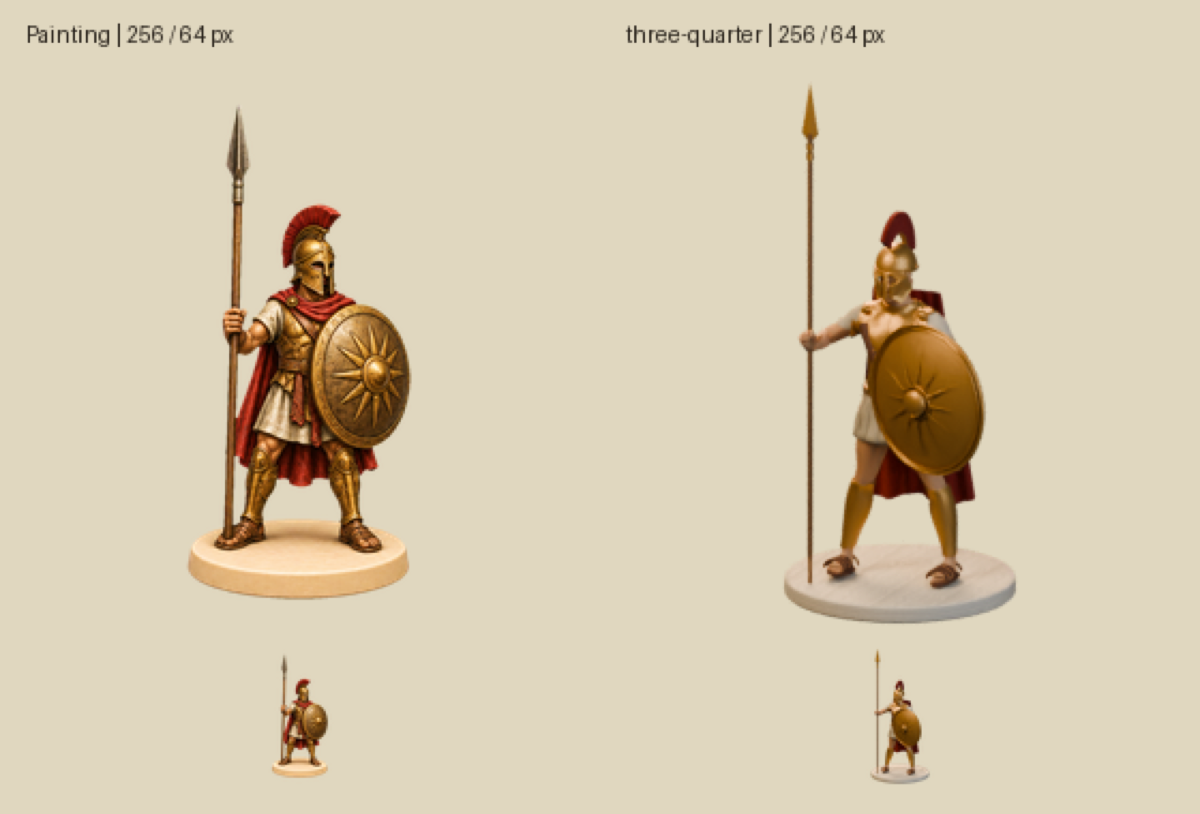 Painting | 256 / 64 px
three-quarter | 256 / 64 px